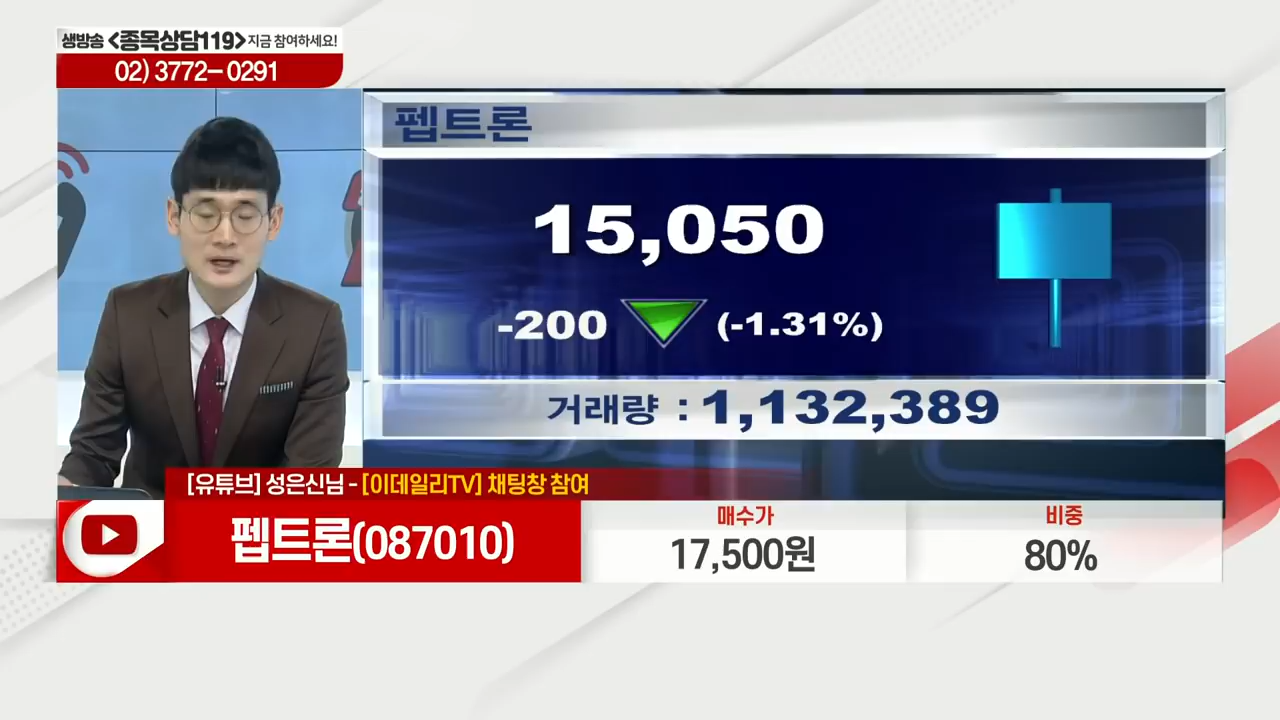 생방송 <종목상담119> 지금 참여하세요!
02) 3772-0291
펩트론
15,050
-200 (-1.31%)
거래량 : 1,132,389
[유튜브] 성은신님 - [이데일리TV] 채팅창 참여
펩트론(087010)
매수가
17,500원
비중
80%